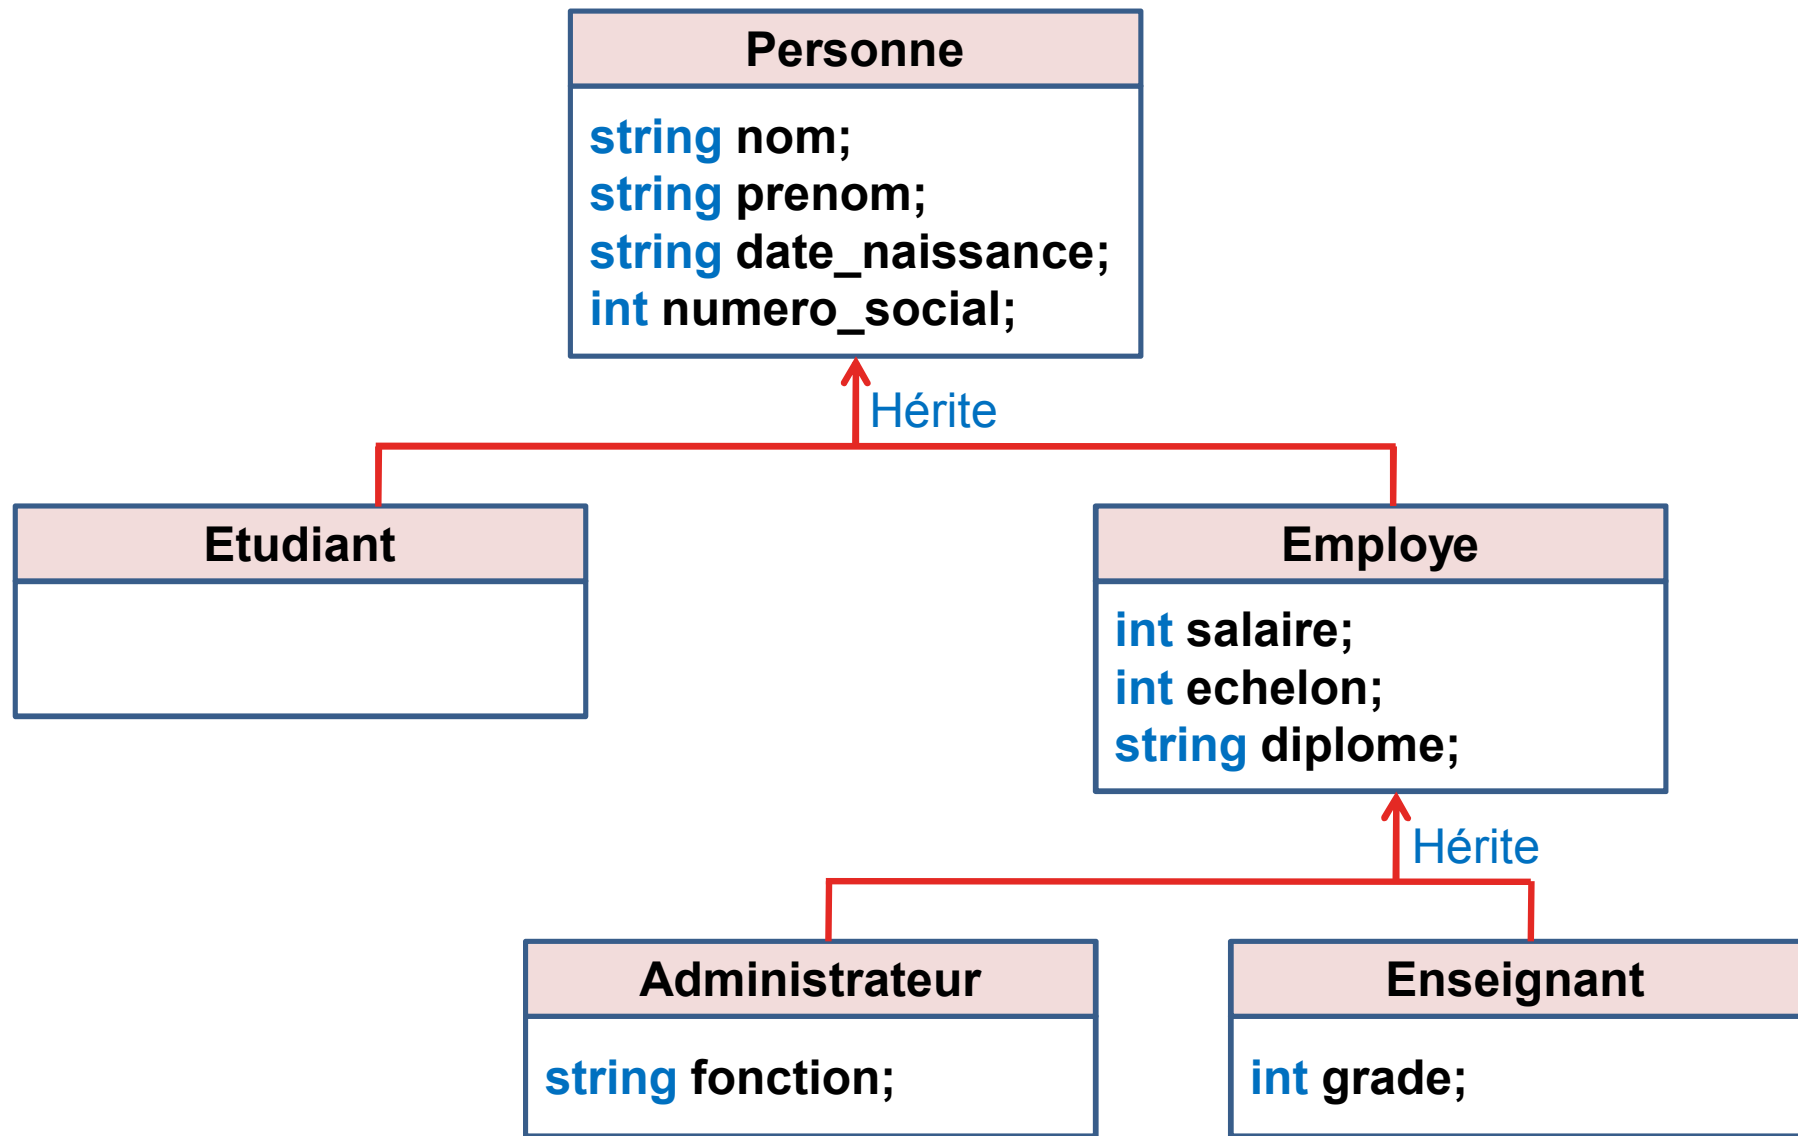 Personne
string nom;
string prenom;
string date_naissance;
int numero_social;
Hérite
Etudiant
Employe
int salaire;
int echelon;
string diplome;
Hérite
Administrateur
string fonction;
Enseignant
int grade;